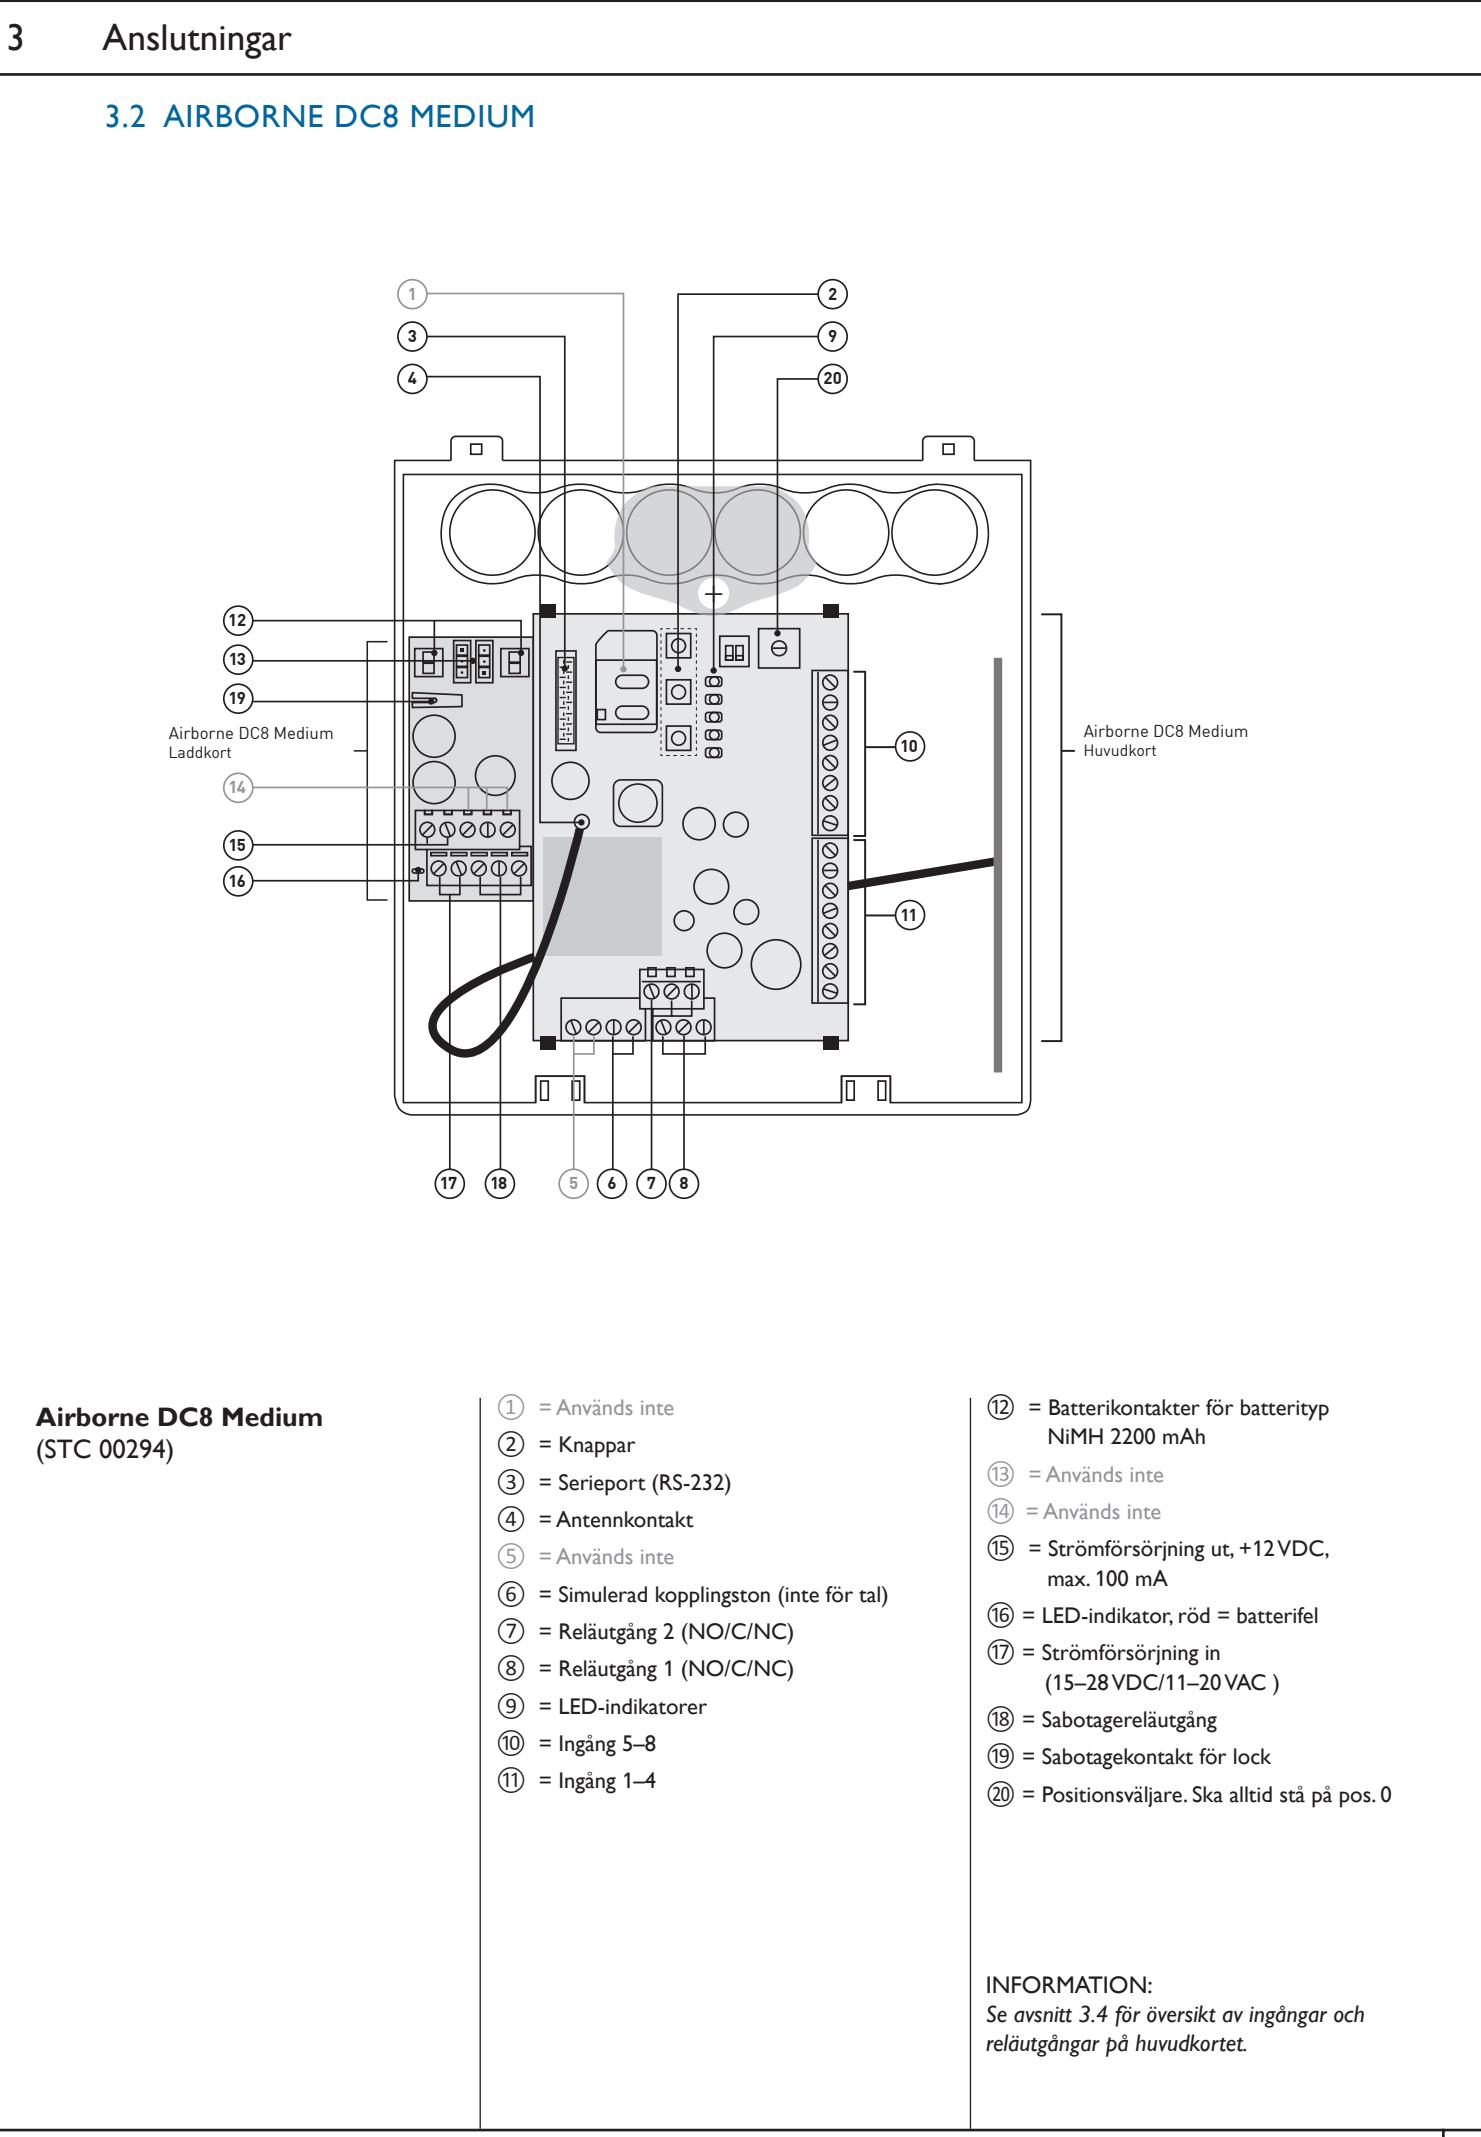 3 Anslutningar
3.2 AIRBORNE DC8 MEDIUM
1
2
3
9
4
20
12
13
19
Airborne DC8 Medium
Laddkort
Airborne DC8 Medium
Huvudkort
10
14
15
16
11
17
18
5
6
7
8
Airborne DC8 Medium
(STC 00294)
1 = Används inte
2 = Knappar
3 = Serieport (RS-232)
4 = Antennkontakt
5 = Används inte
6 = Simulerad kopplingston (inte för tal)
7 = Reläutgång 2 (NO/C/NC)
8 = Reläutgång 1 (NO/C/NC)
9 = LED-indikatorer
10 = Ingång 5–8
11 = Ingång 1–4
12 = Batterikontakter för batterityp
NiMH 2200 mAh
13 = Används inte
14 = Används inte
15 = Strömförsörjning ut, +12 VDC,
max. 100 mA
16 = LED-indikator, röd = batterifel
17 = Strömförsörjning in
(15–28 VDC/11–20 VAC )
18 = Sabotagereläutgång
19 = Sabotagekontakt för lock
20 = Positionsväljare. Ska alltid stå på pos. 0
INFORMATION:
Se avsnitt 3.4 för översikt av ingångar och
reläutgångar på huvudkortet.